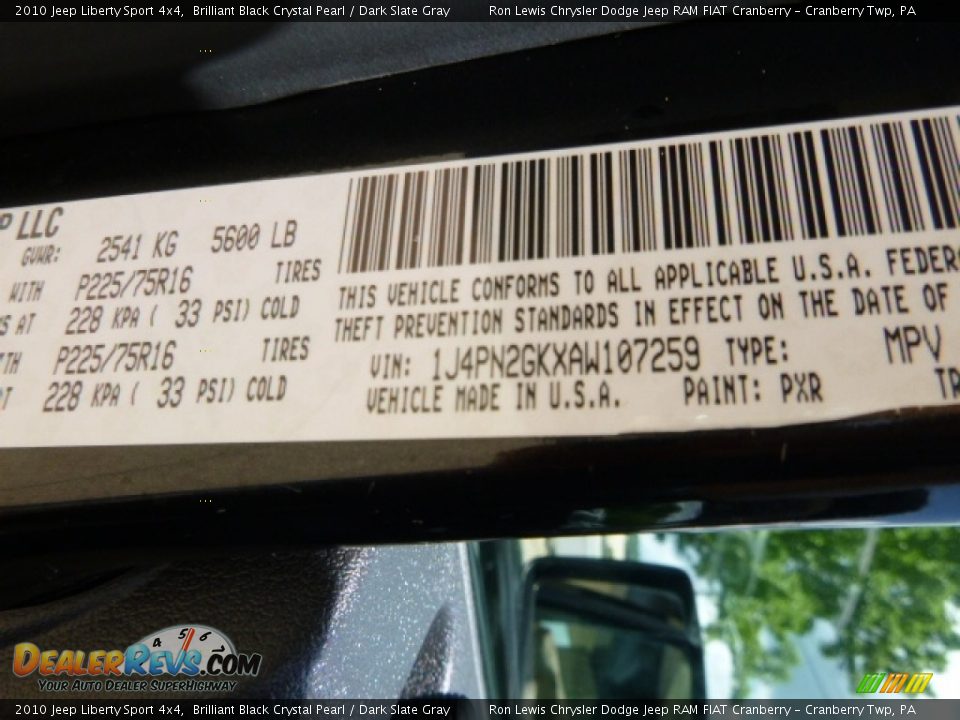 2010 Jeep Liberty Sport 4x4, Brilliant Black Crystal Pearl / Dark Slate Gray Ron Lewis Chrysler Dodge Jeep RAM FIAT Cranberry - Cranberry Twp, PA
LLC
GVWR: 2541 KG 5600 LB
WITH P225/75R16 TIRES
AT 228 KPA ( 33 PSI) COLD
P225/75R16 TIRES
228 KPA ( 33 PSI) COLD
THIS VEHICLE CONFORMS TO ALL APPLICABLE U.S.A.
THEFT PREVENTION STANDARDS IN EFFECT ON THE DATE OF
VIN: 1J4PN2GKXAW107259 TYPE: MPV
VEHICLE MADE IN U.S.A. PAINT: PXR
DealerRevs.com
Your Auto Dealer SuperHighway
2010 Jeep Liberty Sport 4x4, Brilliant Black Crystal Pearl / Dark Slate Gray Ron Lewis Chrysler Dodge Jeep RAM FIAT Cranberry - Cranberry Twp, PA